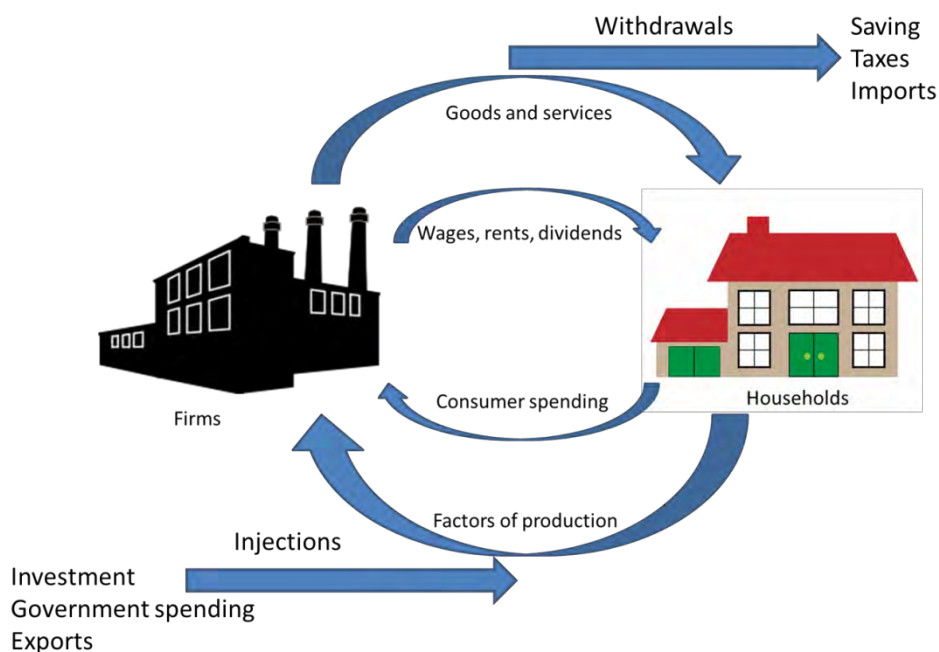 Withdrawals
Saving
Taxes
Imports
Goods and services
Wages, rents, dividends
Consumer spending
Households
Firms
Factors of production
Injections
Investment
Government spending
Exports